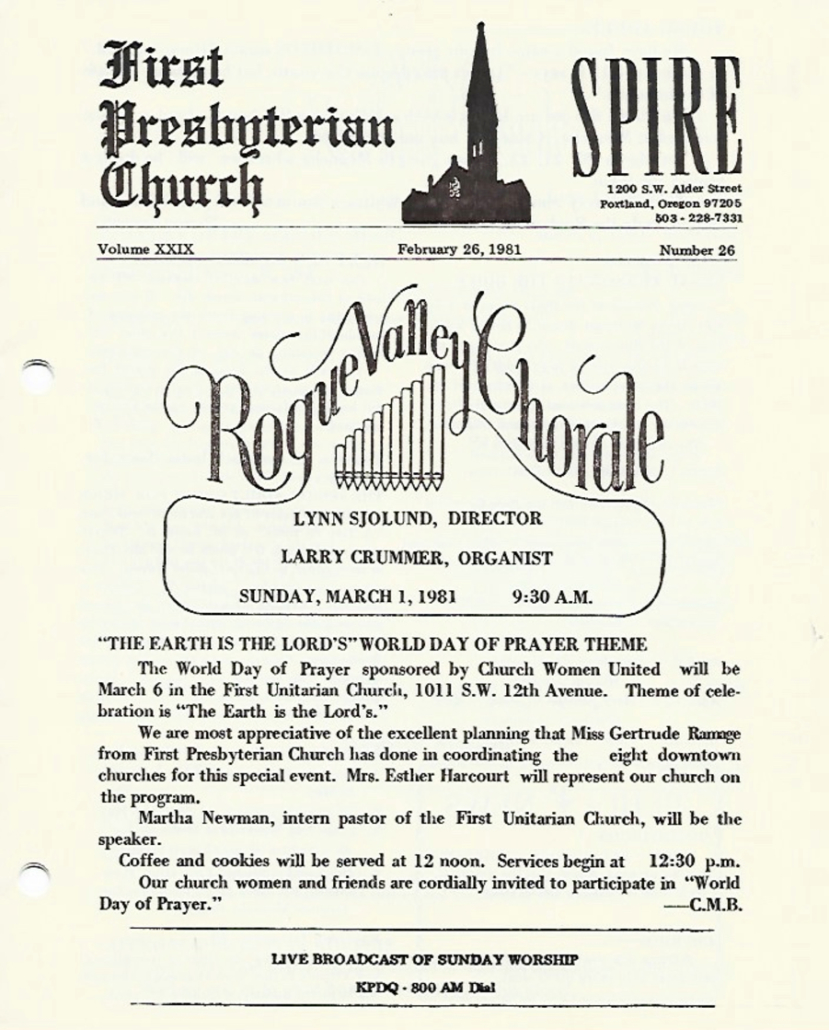 First
Presbyterian
Church
SPIRE
1200 S.W. Alder Street
Portland, Oregon 97205
503 - 228-7331
Volume XXIX February 26, 1981 Number 26
Rogue Valley Chorale
LYNN SJOLUND, DIRECTOR
LARRY CRUMMER, ORGANIST
SUNDAY, MARCH 1, 1981 9:30 A.M.
“THE EARTH IS THE LORD’S” WORLD DAY OF PRAYER THEME
The World Day of Prayer sponsored by Church Women United will be
March 6 in the First Unitarian Church, 1011 S.W. 12th Avenue. Theme of cele-
bration is “The Earth is the Lord’s.”
We are most appreciative of the excellent planning that Miss Gertrude Ramage
from First Presbyterian Church has done in coordinating the eight downtown
churches for this special event. Mrs. Esther Harcourt will represent our church on
the program.
Martha Newman, intern pastor of the First Unitarian Church, will be the
speaker.
Coffee and cookies will be served at 12 noon. Services begin at 12:30 p.m.
Our church women and friends are cordially invited to participate in “World
Day of Prayer.” —C.M.B.
LIVE BROADCAST OF SUNDAY WORSHIP
KPDQ - 800 AM Dial